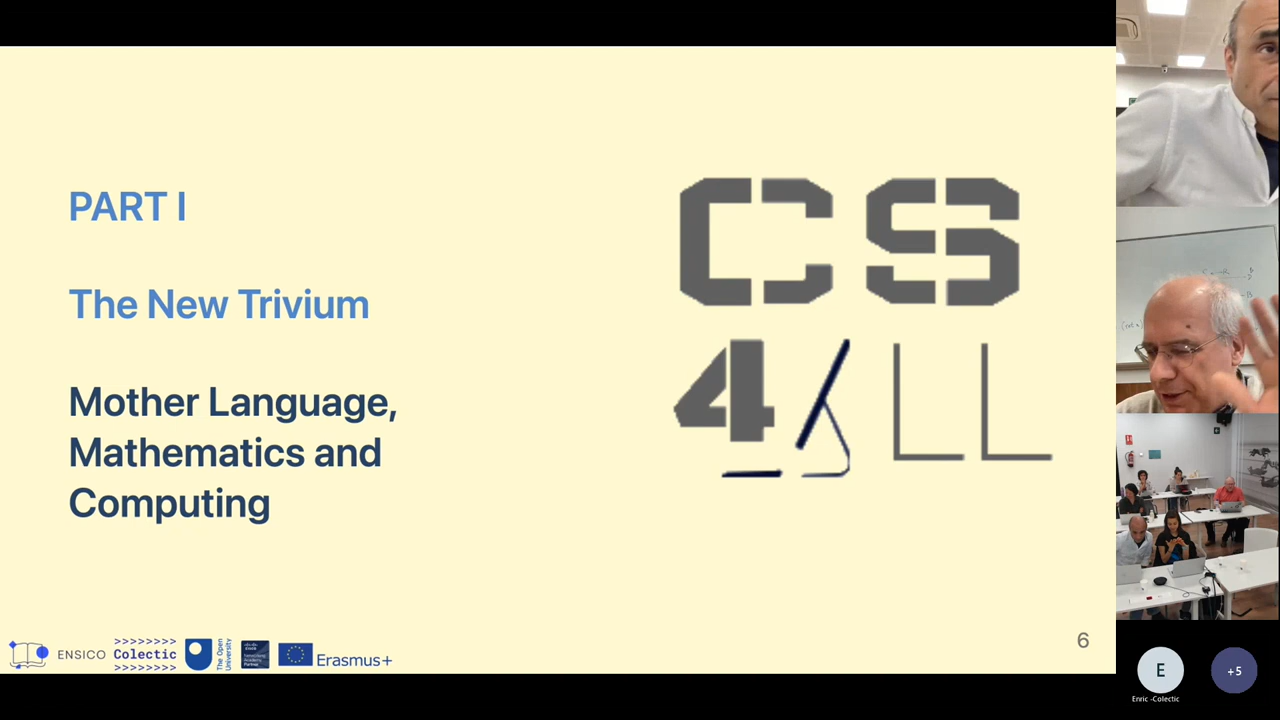 PART I
The New Trivium
Mother Language,
Mathematics and
Computing
CS
4ALL
ENSICO
>>>>>>>>
Colectic
>>>>>>>>
The Open
University
Erasmus+
6
E
+5
Enric -Colectic